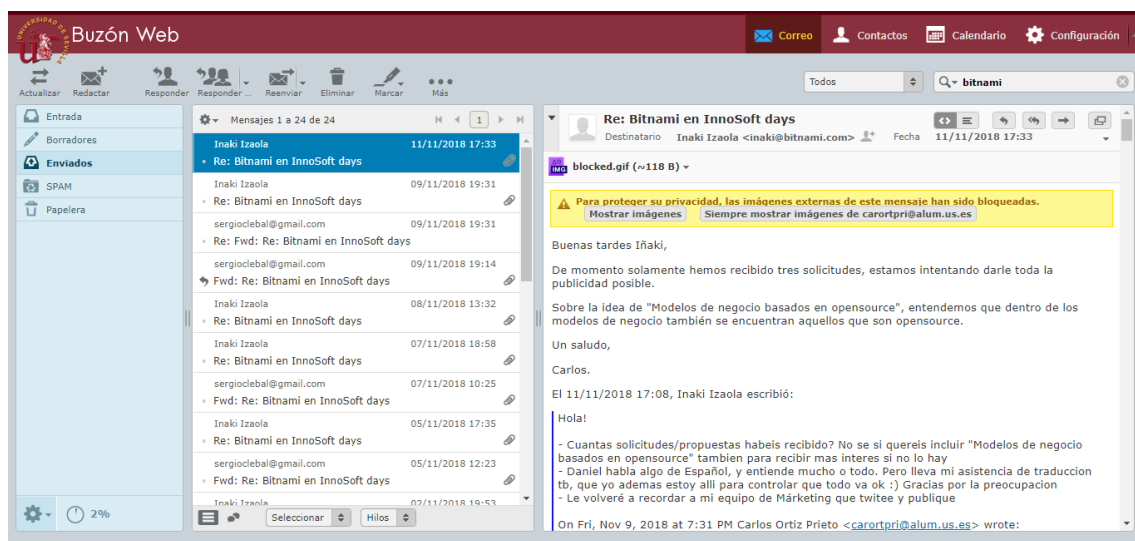 UNIVERSIDAD DE SEVILLA
Buzón Web
Correo
Contactos
Calendario
Configuración
Actualizar
Redactar
Responder
Responder ...
Reenviar
Eliminar
Marcar
Más
Todos
bitnami
Entrada
Borradores
Enviados
SPAM
Papelera
2%
Mensajes 1 a 24 de 24
1
Inaki Izaola 11/11/2018 17:33
Re: Bitnami en InnoSoft days
Inaki Izaola 09/11/2018 19:31
Re: Bitnami en InnoSoft days
sergioclebal@gmail.com 09/11/2018 19:31
Re: Fwd: Re: Bitnami en InnoSoft days
sergioclebal@gmail.com 09/11/2018 19:14
Fwd: Re: Bitnami en InnoSoft days
Inaki Izaola 08/11/2018 13:32
Re: Bitnami en InnoSoft days
Inaki Izaola 07/11/2018 18:58
Re: Bitnami en InnoSoft days
sergioclebal@gmail.com 07/11/2018 10:25
Fwd: Re: Bitnami en InnoSoft days
Inaki Izaola 05/11/2018 17:35
Re: Bitnami en InnoSoft days
sergioclebal@gmail.com 05/11/2018 12:23
Fwd: Re: Bitnami en InnoSoft days
Inaki Izaola 02/11/2018 19:53
Seleccionar
Hilos
Re: Bitnami en InnoSoft days
Destinatario Inaki Izaola <inaki@bitnami.com> Fecha 11/11/2018 17:33
IMG
blocked.gif (~118 B)
Para proteger su privacidad, las imágenes externas de este mensaje han sido bloqueadas.
Mostrar imágenes Siempre mostrar imágenes de carortpri@alum.us.es
Buenas tardes Iñaki,
De momento solamente hemos recibido tres solicitudes, estamos intentando darle toda la
publicidad posible.
Sobre la idea de "Modelos de negocio basados en opensource", entendemos que dentro de los
modelos de negocio también se encuentran aquellos que son opensource.
Un saludo,
Carlos.
El 11/11/2018 17:08, Inaki Izaola escribió:
Hola!
- Cuantas solicitudes/propuestas habeis recibido? No se si quereis incluir "Modelos de negocio
basados en opensource" tambien para recibir mas interes si no lo hay
- Daniel habla algo de Español, y entiende mucho o todo. Pero lleva mi asistencia de traduccion
tb, que yo ademas estoy alli para controlar que todo va ok :) Gracias por la preocupacion
- Le volveré a recordar a mi equipo de Márketing que twitee y publique
On Fri, Nov 9, 2018 at 7:31 PM Carlos Ortiz Prieto <carortpri@alum.us.es> wrote: